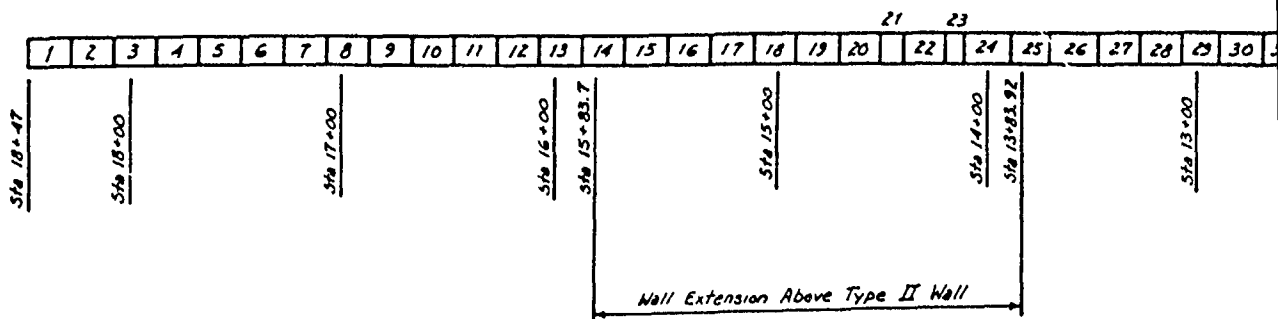 21 23
1 2 3 4 5 6 7 8 9 10 11 12 13 14 15 16 17 18 19 20 22 24 25 26 27 28 29 30
Sta 18+47
Sta 18+00
Sta 17+00
Sta 16+00
Sta 15+83.7
Sta 15+00
Sta 14+00
Sta 13+83.92
Sta 13+00
Wall Extension Above Type II Wall